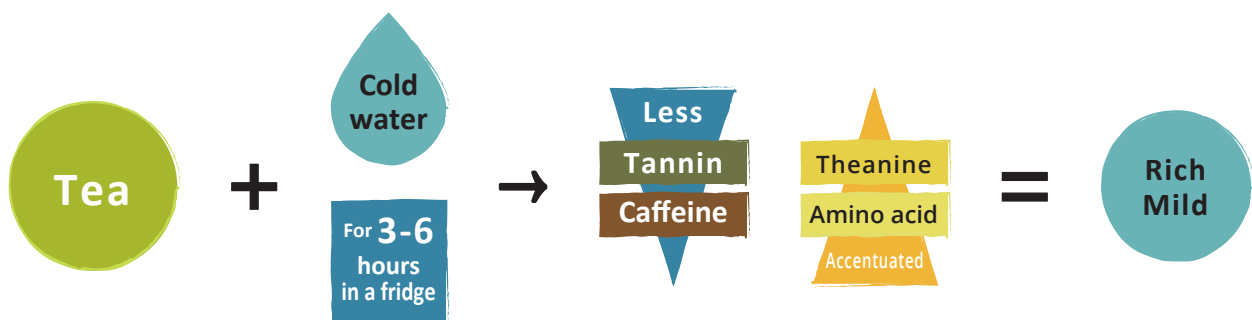 Tea
+
Cold
water
For 3-6
hours
in a fridge
→
Less
Tannin
Caffeine
Theanine
Amino acid
Accentuated
=
Rich
Mild